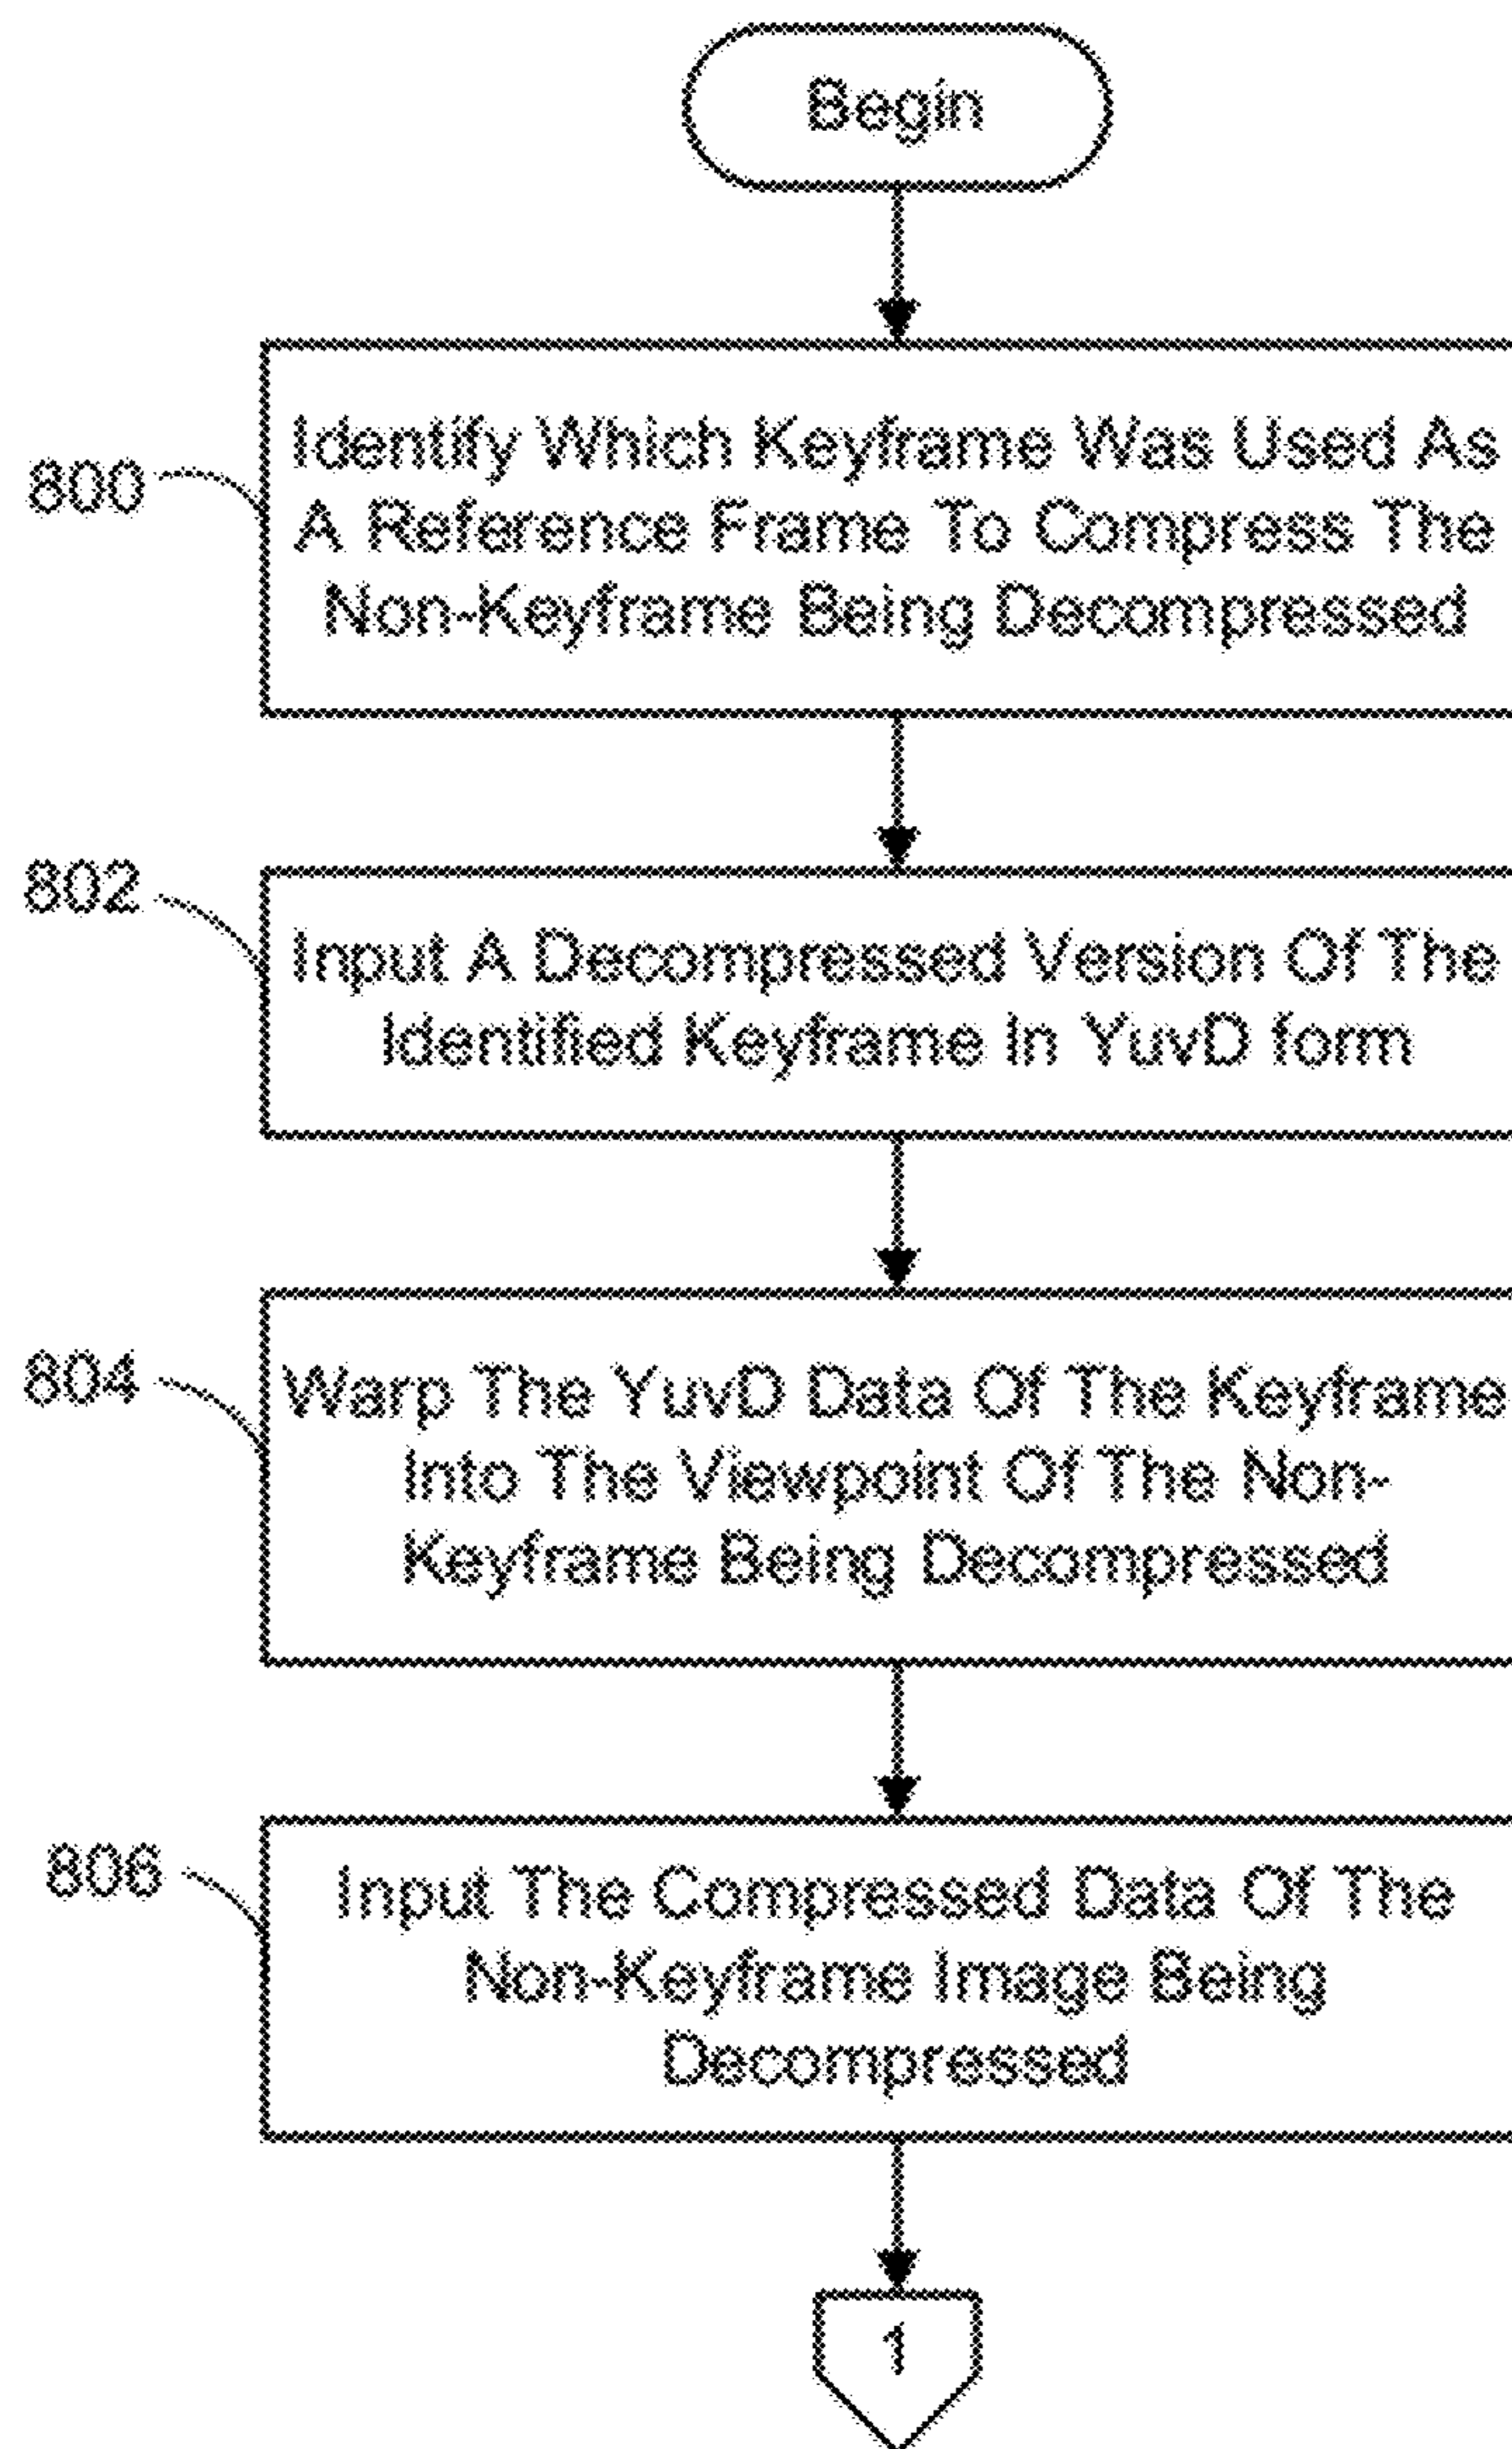 Begin
800
Identify Which Keyframe Was Used As
A Reference Frame To Compress The
Non-Keyframe Being Decompressed
802
Input A Decompressed Version Of The
Identified Keyframe In YuvD form
804
Warp The YuvD Data Of The Keyframe
Into The Viewpoint Of The Non-
Keyframe Being Decompressed
806
Input The Compressed Data Of The
Non-Keyframe Image Being
Decompressed
1